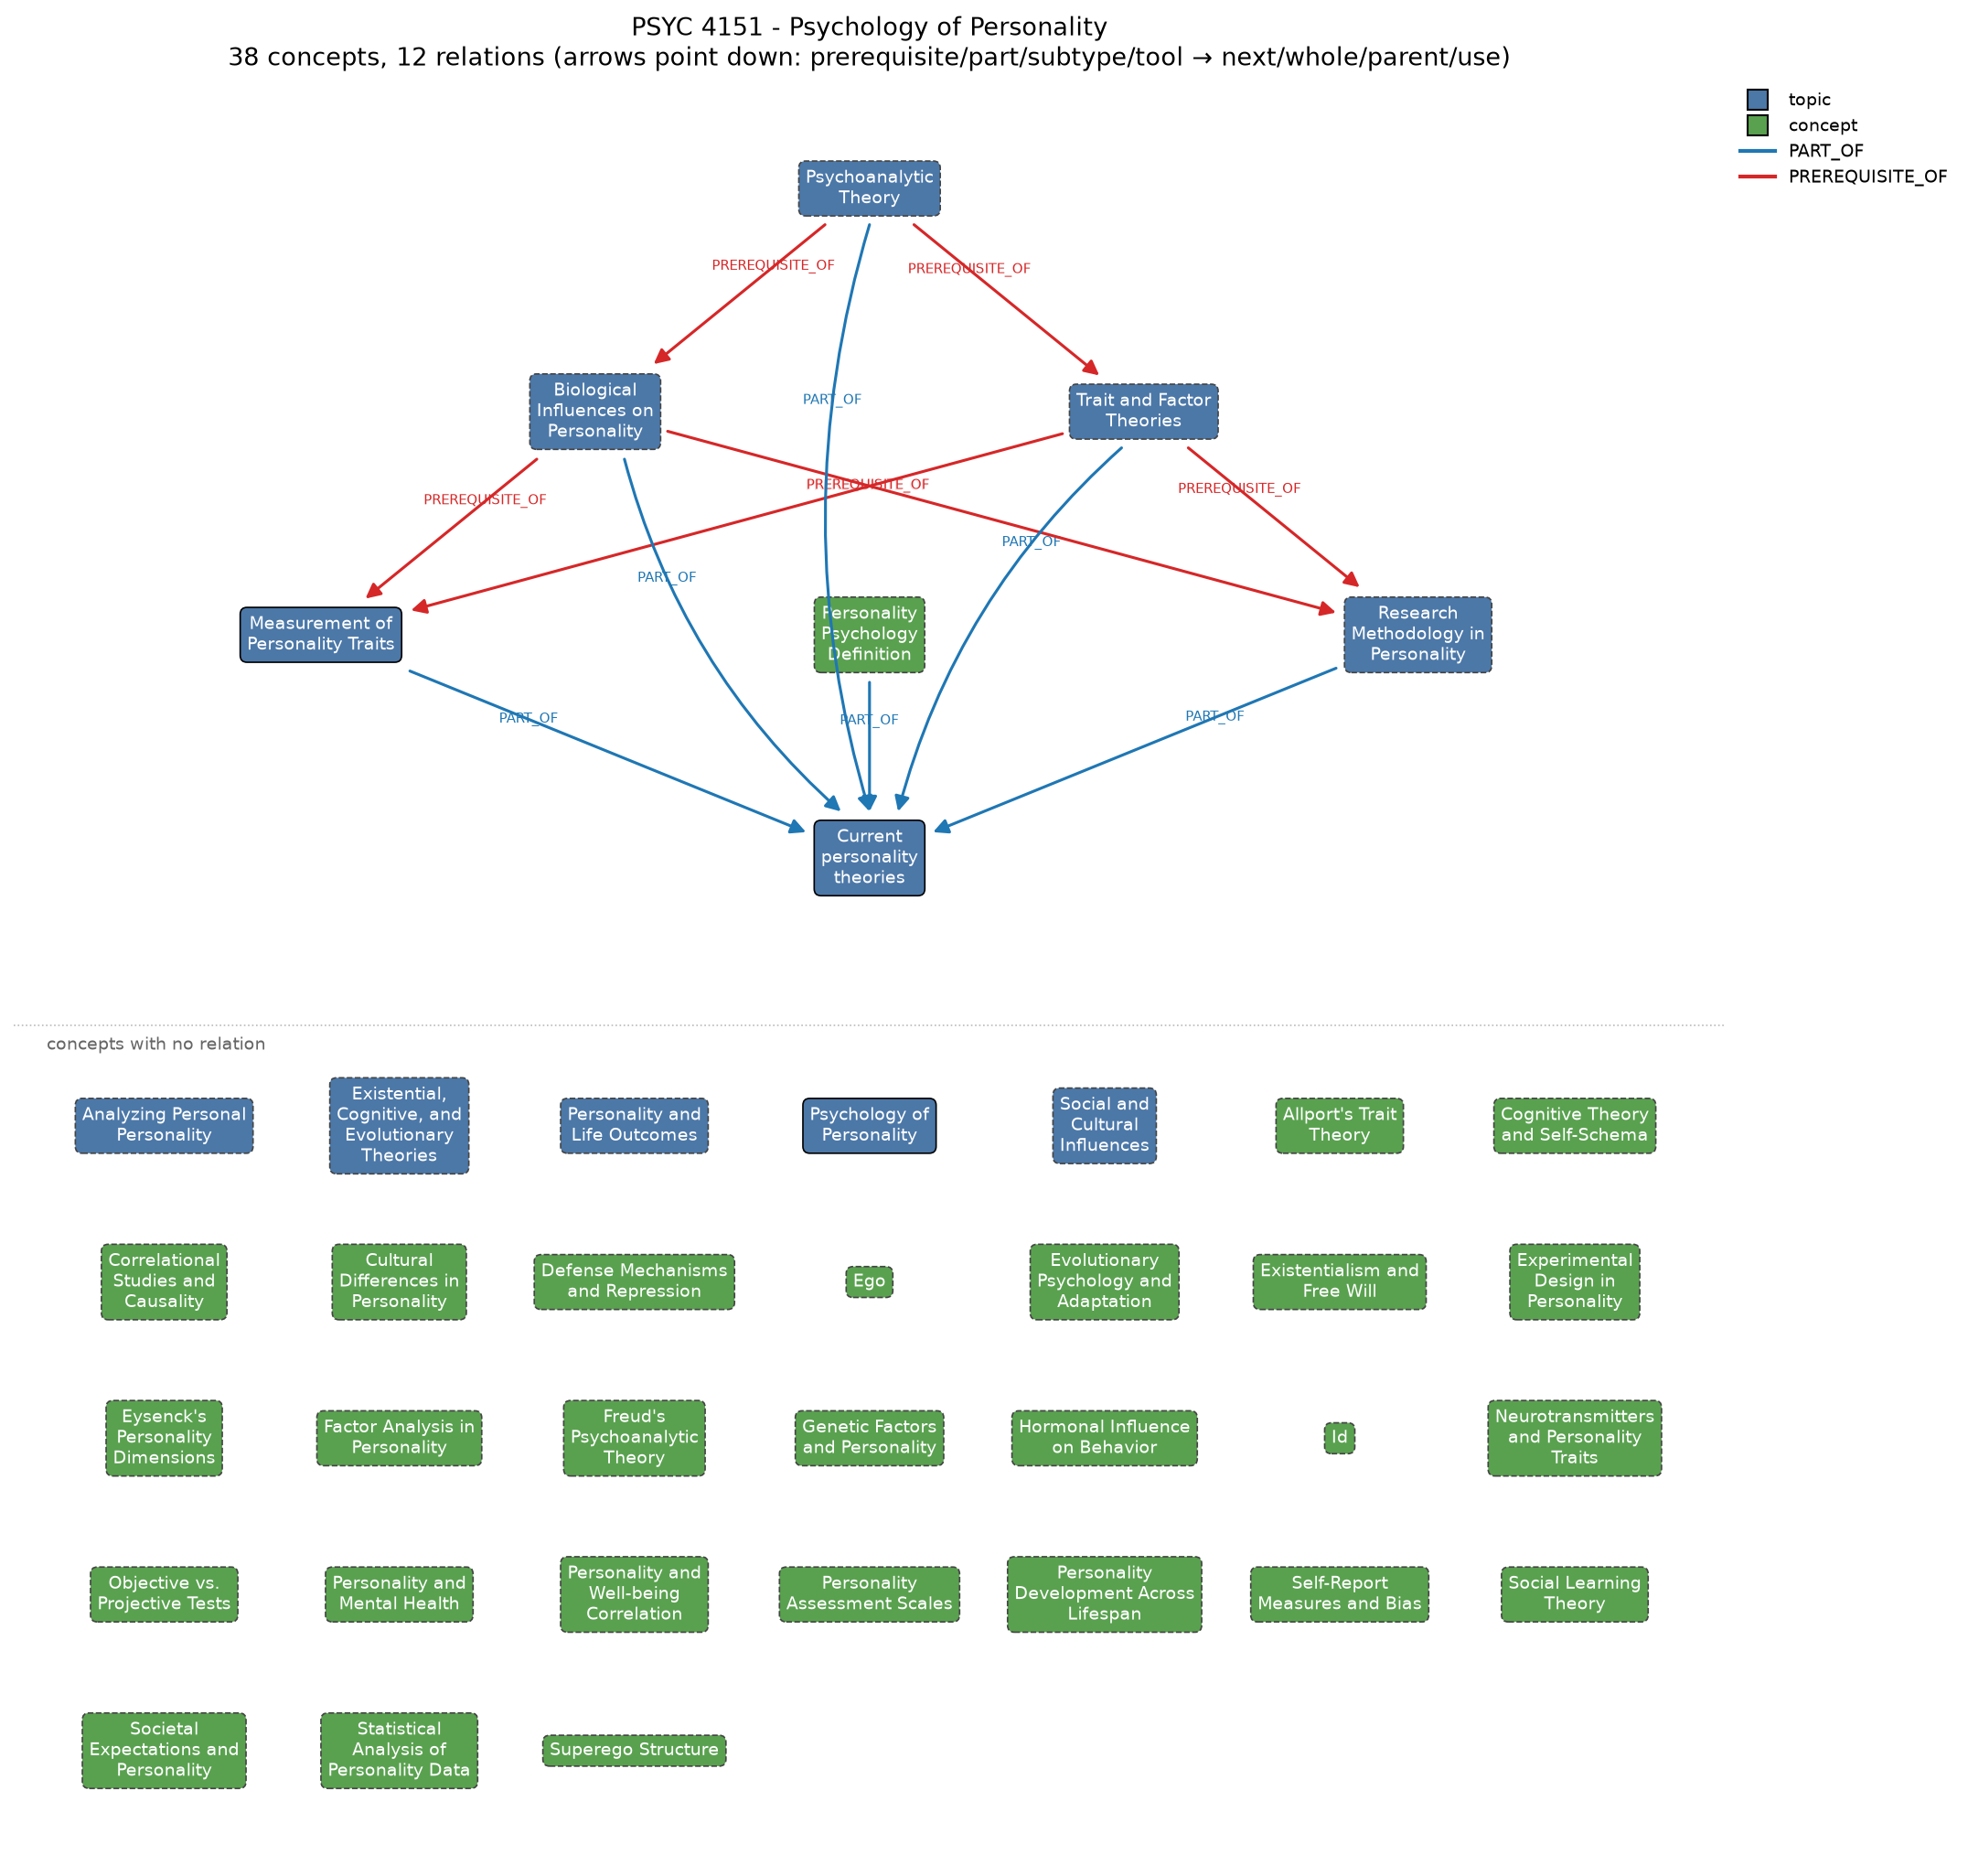 PSYC 4151 - Psychology of Personality
38 concepts, 12 relations (arrows point down: prerequisite/part/subtype/tool → next/whole/parent/use)
topic
concept
PART_OF
PREREQUISITE_OF
Psychoanalytic
Theory
PREREQUISITE_OF
PREREQUISITE_OF
Biological
Influences on
Personality
PART_OF
Trait and Factor
Theories
PREREQUISITE_OF
PREREQUISITE_OF
PREREQUISITE_OF
PART_OF
PART_OF
Measurement of
Personality Traits
Personality
Psychology
Definition
Research
Methodology in
Personality
PART_OF
PART_OF
PART_OF
Current
personality
theories
concepts with no relation
Analyzing Personal
Personality
Existential,
Cognitive, and
Evolutionary
Theories
Personality and
Life Outcomes
Psychology of
Personality
Social and
Cultural
Influences
Allport's Trait
Theory
Cognitive Theory
and Self-Schema
Correlational
Studies and
Causality
Cultural
Differences in
Personality
Defense Mechanisms
and Repression
Ego
Evolutionary
Psychology and
Adaptation
Existentialism and
Free Will
Experimental
Design in
Personality
Eysenck's
Personality
Dimensions
Factor Analysis in
Personality
Freud's
Psychoanalytic
Theory
Genetic Factors
and Personality
Hormonal Influence
on Behavior
Id
Neurotransmitters
and Personality
Traits
Objective vs.
Projective Tests
Personality and
Mental Health
Personality and
Well-being
Correlation
Personality
Assessment Scales
Personality
Development Across
Lifespan
Self-Report
Measures and Bias
Social Learning
Theory
Societal
Expectations and
Personality
Statistical
Analysis of
Personality Data
Superego Structure